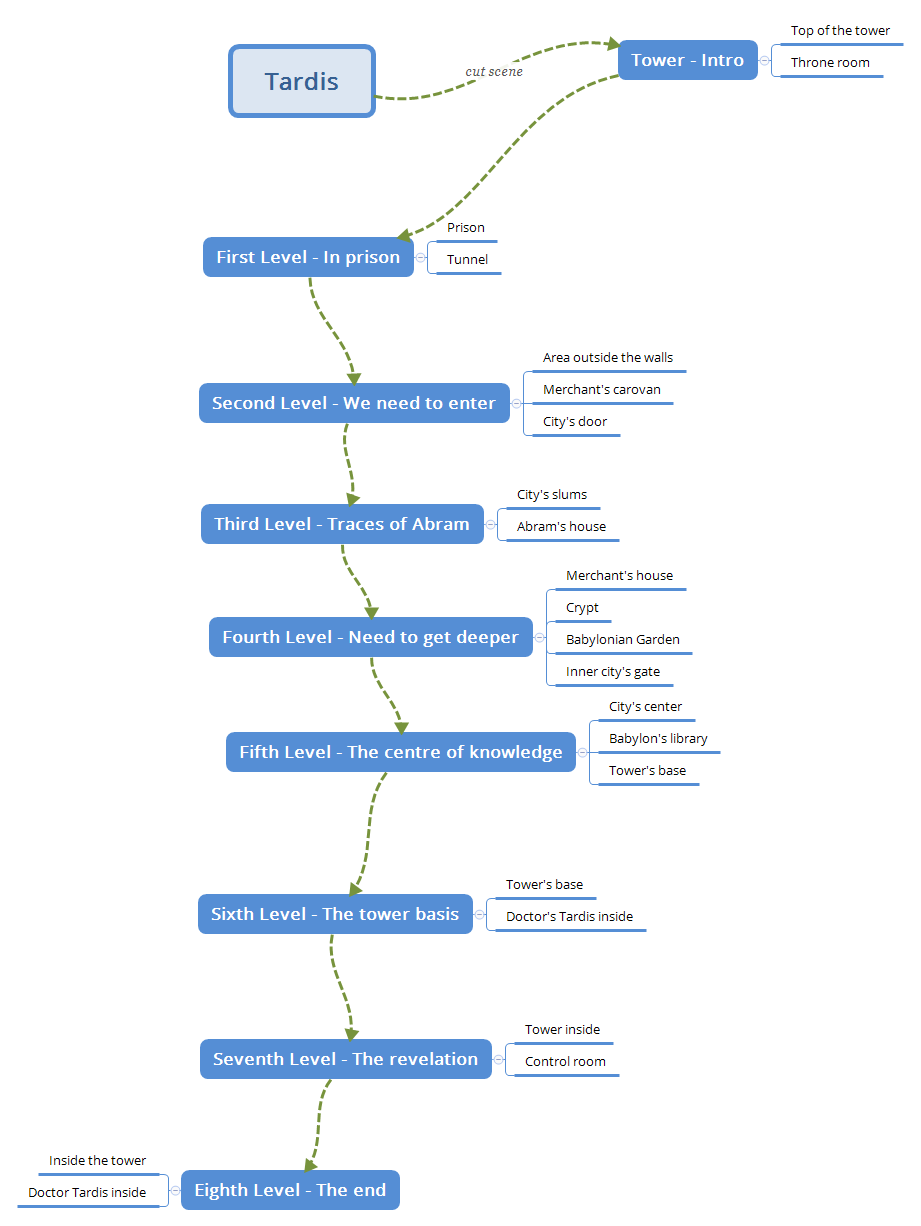 Tardis
cut scene
Tower - Intro
Top of the tower
Throne room
First Level - In prison
Prison
Tunnel
Second Level - We need to enter
Area outside the walls
Merchant's carovan
City's door
Third Level - Traces of Abram
City's slums
Abram's house
Fourth Level - Need to get deeper
Merchant's house
Crypt
Babylonian Garden
Inner city's gate
Fifth Level - The centre of knowledge
City's center
Babylon's library
Tower's base
Sixth Level - The tower basis
Tower's base
Doctor's Tardis inside
Seventh Level - The revelation
Tower inside
Control room
Eighth Level - The end
Inside the tower
Doctor Tardis inside